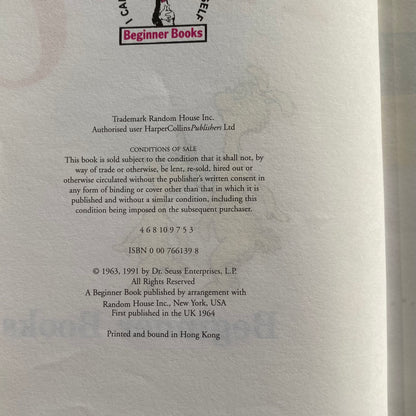 I CAN
SELF
Beginner Books
Trademark Random House Inc.
Authorised user HarperCollinsPublishers Ltd
CONDITIONS OF SALE
This book is sold subject to the condition that it shall not, by
way of trade or otherwise, be lent, re-sold, hired out or
otherwise circulated without the publisher's written consent in
any form of binding or cover other than that in which it is
published and without a similar condition, including this
condition being imposed on the subsequent purchaser.
4 6 8 10 9 7 5 3
ISBN 0 00 766139 8
© 1963, 1991 by Dr. Seuss Enterprises, L.P.
All Rights Reserved
A Beginner Book published by arrangement with
Random House Inc., New York, USA
First published in the UK 1964
Printed and bound in Hong Kong